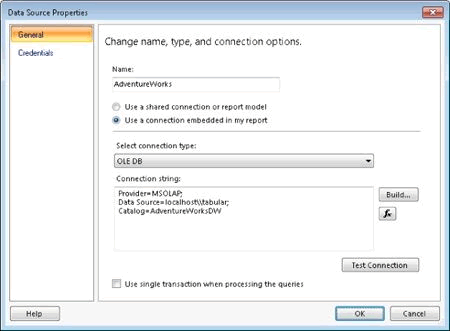 Data Source Properties
General
Credentials
Change name, type, and connection options.
Name:
AdventureWorks
Use a shared connection or report model
Use a connection embedded in my report
Select connection type:
OLE DB
Connection string:
Provider=MSOLAP;
Data Source=localhost\\tabular;
Catalog=AdventureWorksDW
Build...
fx
Test Connection
Use single transaction when processing the queries
Help
OK
Cancel